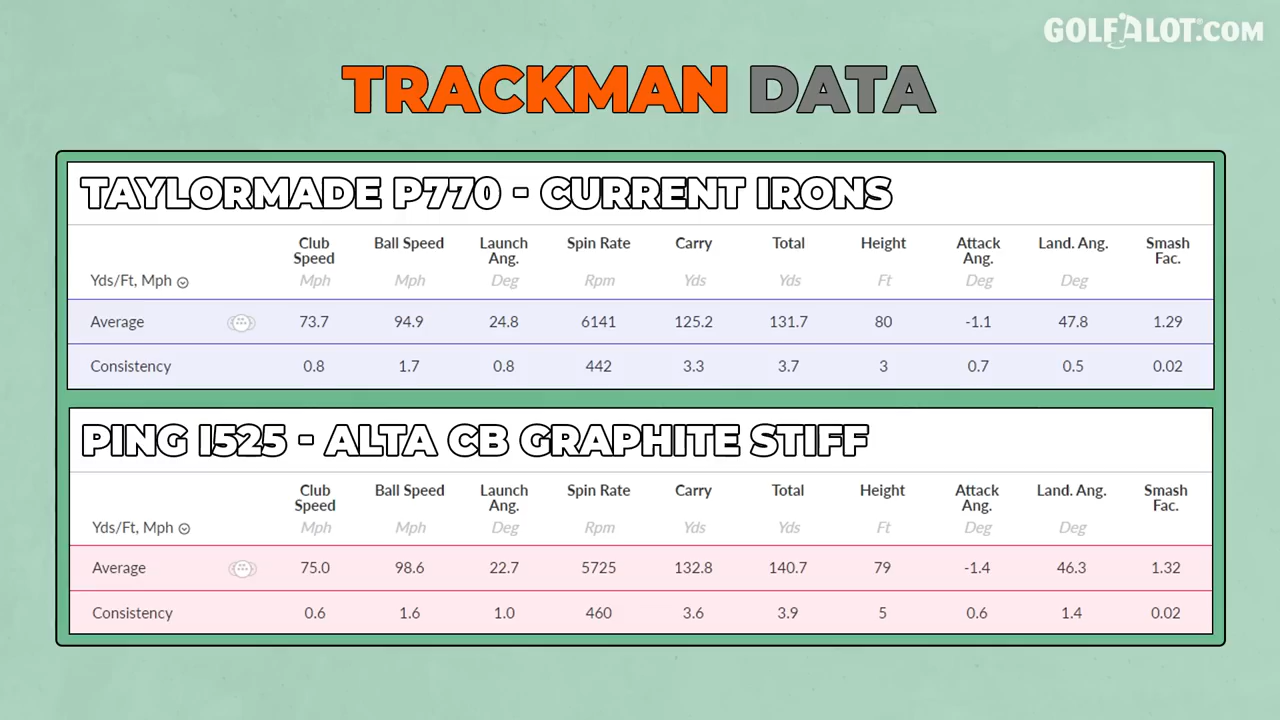 GOLFALOT.COM
TRACKMAN DATA
TAYLORMADE P770 - CURRENT IRONS
Club Speed Ball Speed Launch Ang. Spin Rate Carry Total Height Attack Ang. Land. Ang. Smash Fac.
Yds/Ft, Mph Mph Mph Deg Rpm Yds Yds Ft Deg Deg
Average 73.7 94.9 24.8 6141 125.2 131.7 80 -1.1 47.8 1.29
Consistency 0.8 1.7 0.8 442 3.3 3.7 3 0.7 0.5 0.02
PING I525 - ALTA CB GRAPHITE STIFF
Club Speed Ball Speed Launch Ang. Spin Rate Carry Total Height Attack Ang. Land. Ang. Smash Fac.
Yds/Ft, Mph Mph Mph Deg Rpm Yds Yds Ft Deg Deg
Average 75.0 98.6 22.7 5725 132.8 140.7 79 -1.4 46.3 1.32
Consistency 0.6 1.6 1.0 460 3.6 3.9 5 0.6 1.4 0.02